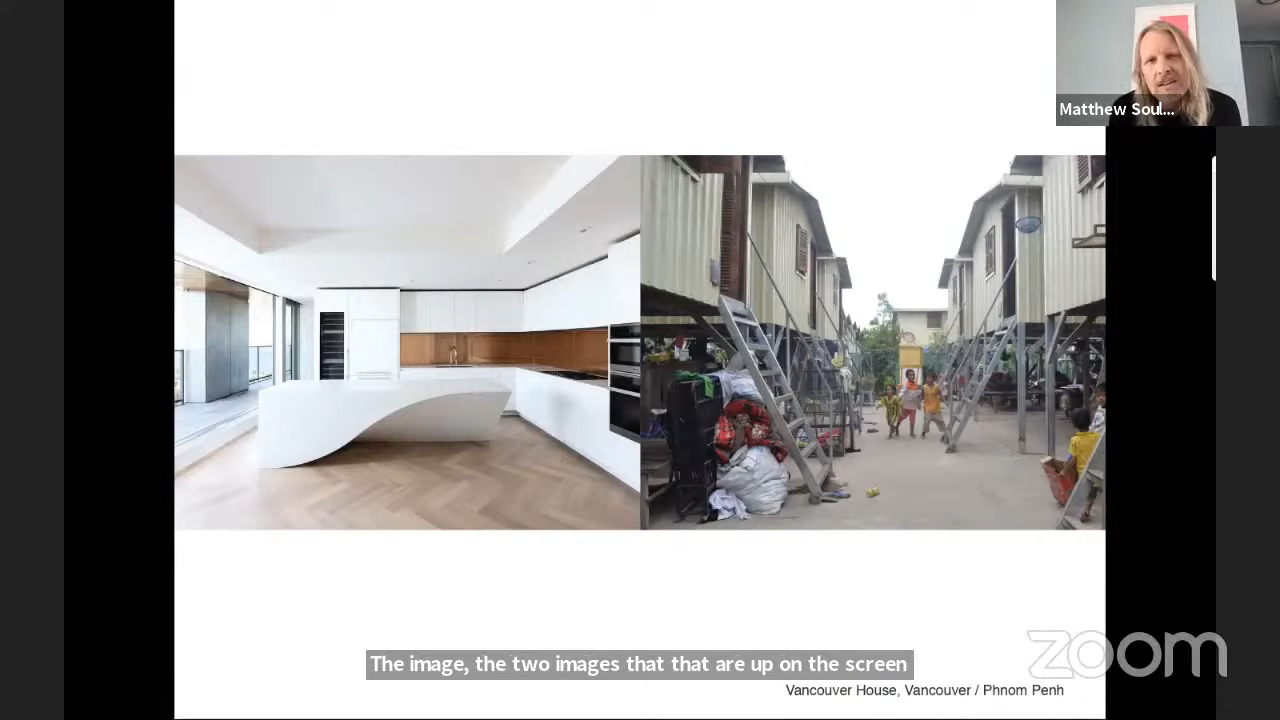 Matthew Soul...
The image, the two images that that are up on the screen
zoom
Vancouver House, Vancouver / Phnom Penh